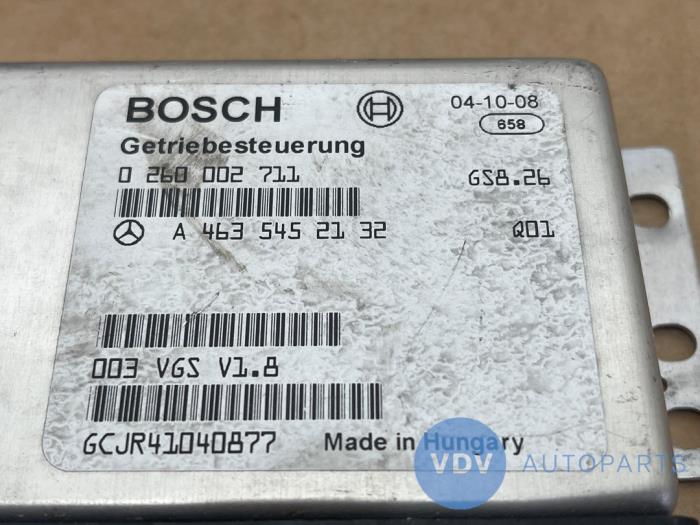 BOSCH
04-10-08
658
Getriebesteuerung
0 260 002 711
GS8.26
A 463 545 21 32
Q01
003 VGS V1.8
GCJR41040877
Made in Hungary
VDV AUTOPARTS